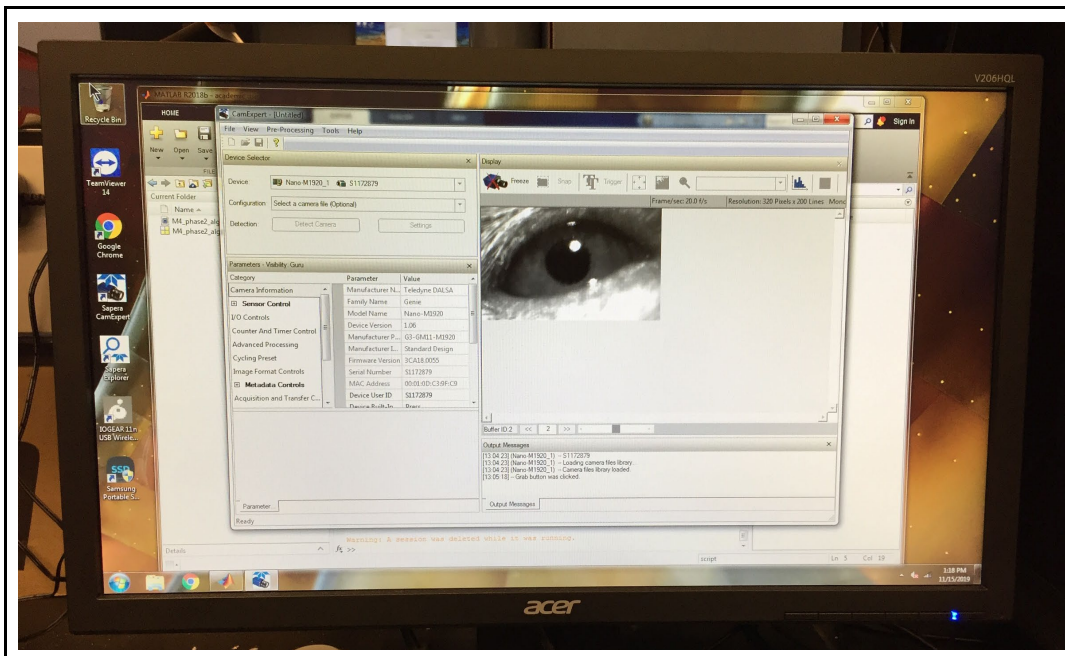 V206HQL
Recycle Bin
TeamViewer
14
Google
Chrome
Sapera
CamExpert
Sapera
Explorer
IOGEAR 11n
USB Wirele...
Samsung
Portable S...
MATLAB R2018b - academ
HOME
Sign In
New Open Save
FILE
Current Folder
Name
M4_phase2_alg
M4_phase2_alg
Details
CamExpert - [Untitled]
File View Pre-Processing Tools Help
Device Selector
Device: Nano-M1920_1 S1172879
Configuration: Select a camera file (Optional)
Detection: Detect Camera Settings
Parameters - Visibility: Guru
Category
Camera Information
Sensor Control
I/O Controls
Counter And Timer Control
Advanced Processing
Cycling Preset
Image Format Controls
Metadata Controls
Acquisition and Transfer C...
Parameter Value
Manufacturer N... Teledyne DALSA
Family Name Genie
Model Name Nano-M1920
Device Version 1.06
Manufacturer P... G3-GM11-M1920
Manufacturer I... Standard Design
Firmware Version 3CA18.0055
Serial Number S1172879
MAC Address 00:01:0D:C3:9F:C9
Device User ID S1172879
Device Built-In Press
Parameter
Ready
Display
Freeze Snap Trigger
Frame/sec: 20.0 f/s Resolution: 320 Pixels x 200 Lines Mono
Buffer ID:2 << 2 >>
Output Messages
[13:04:23] (Nano-M1920_1) -- S1172879
[13:04:23] (Nano-M1920_1) -- Loading camera files library.
[13:04:23] (Nano-M1920_1) -- Camera files library loaded
[13:05:18] --Grab button was clicked
Output Messages
Warning: A session was deleted while it was running.
fx >>
script Ln 5 Col 19
1:18 PM
11/15/2019
acer